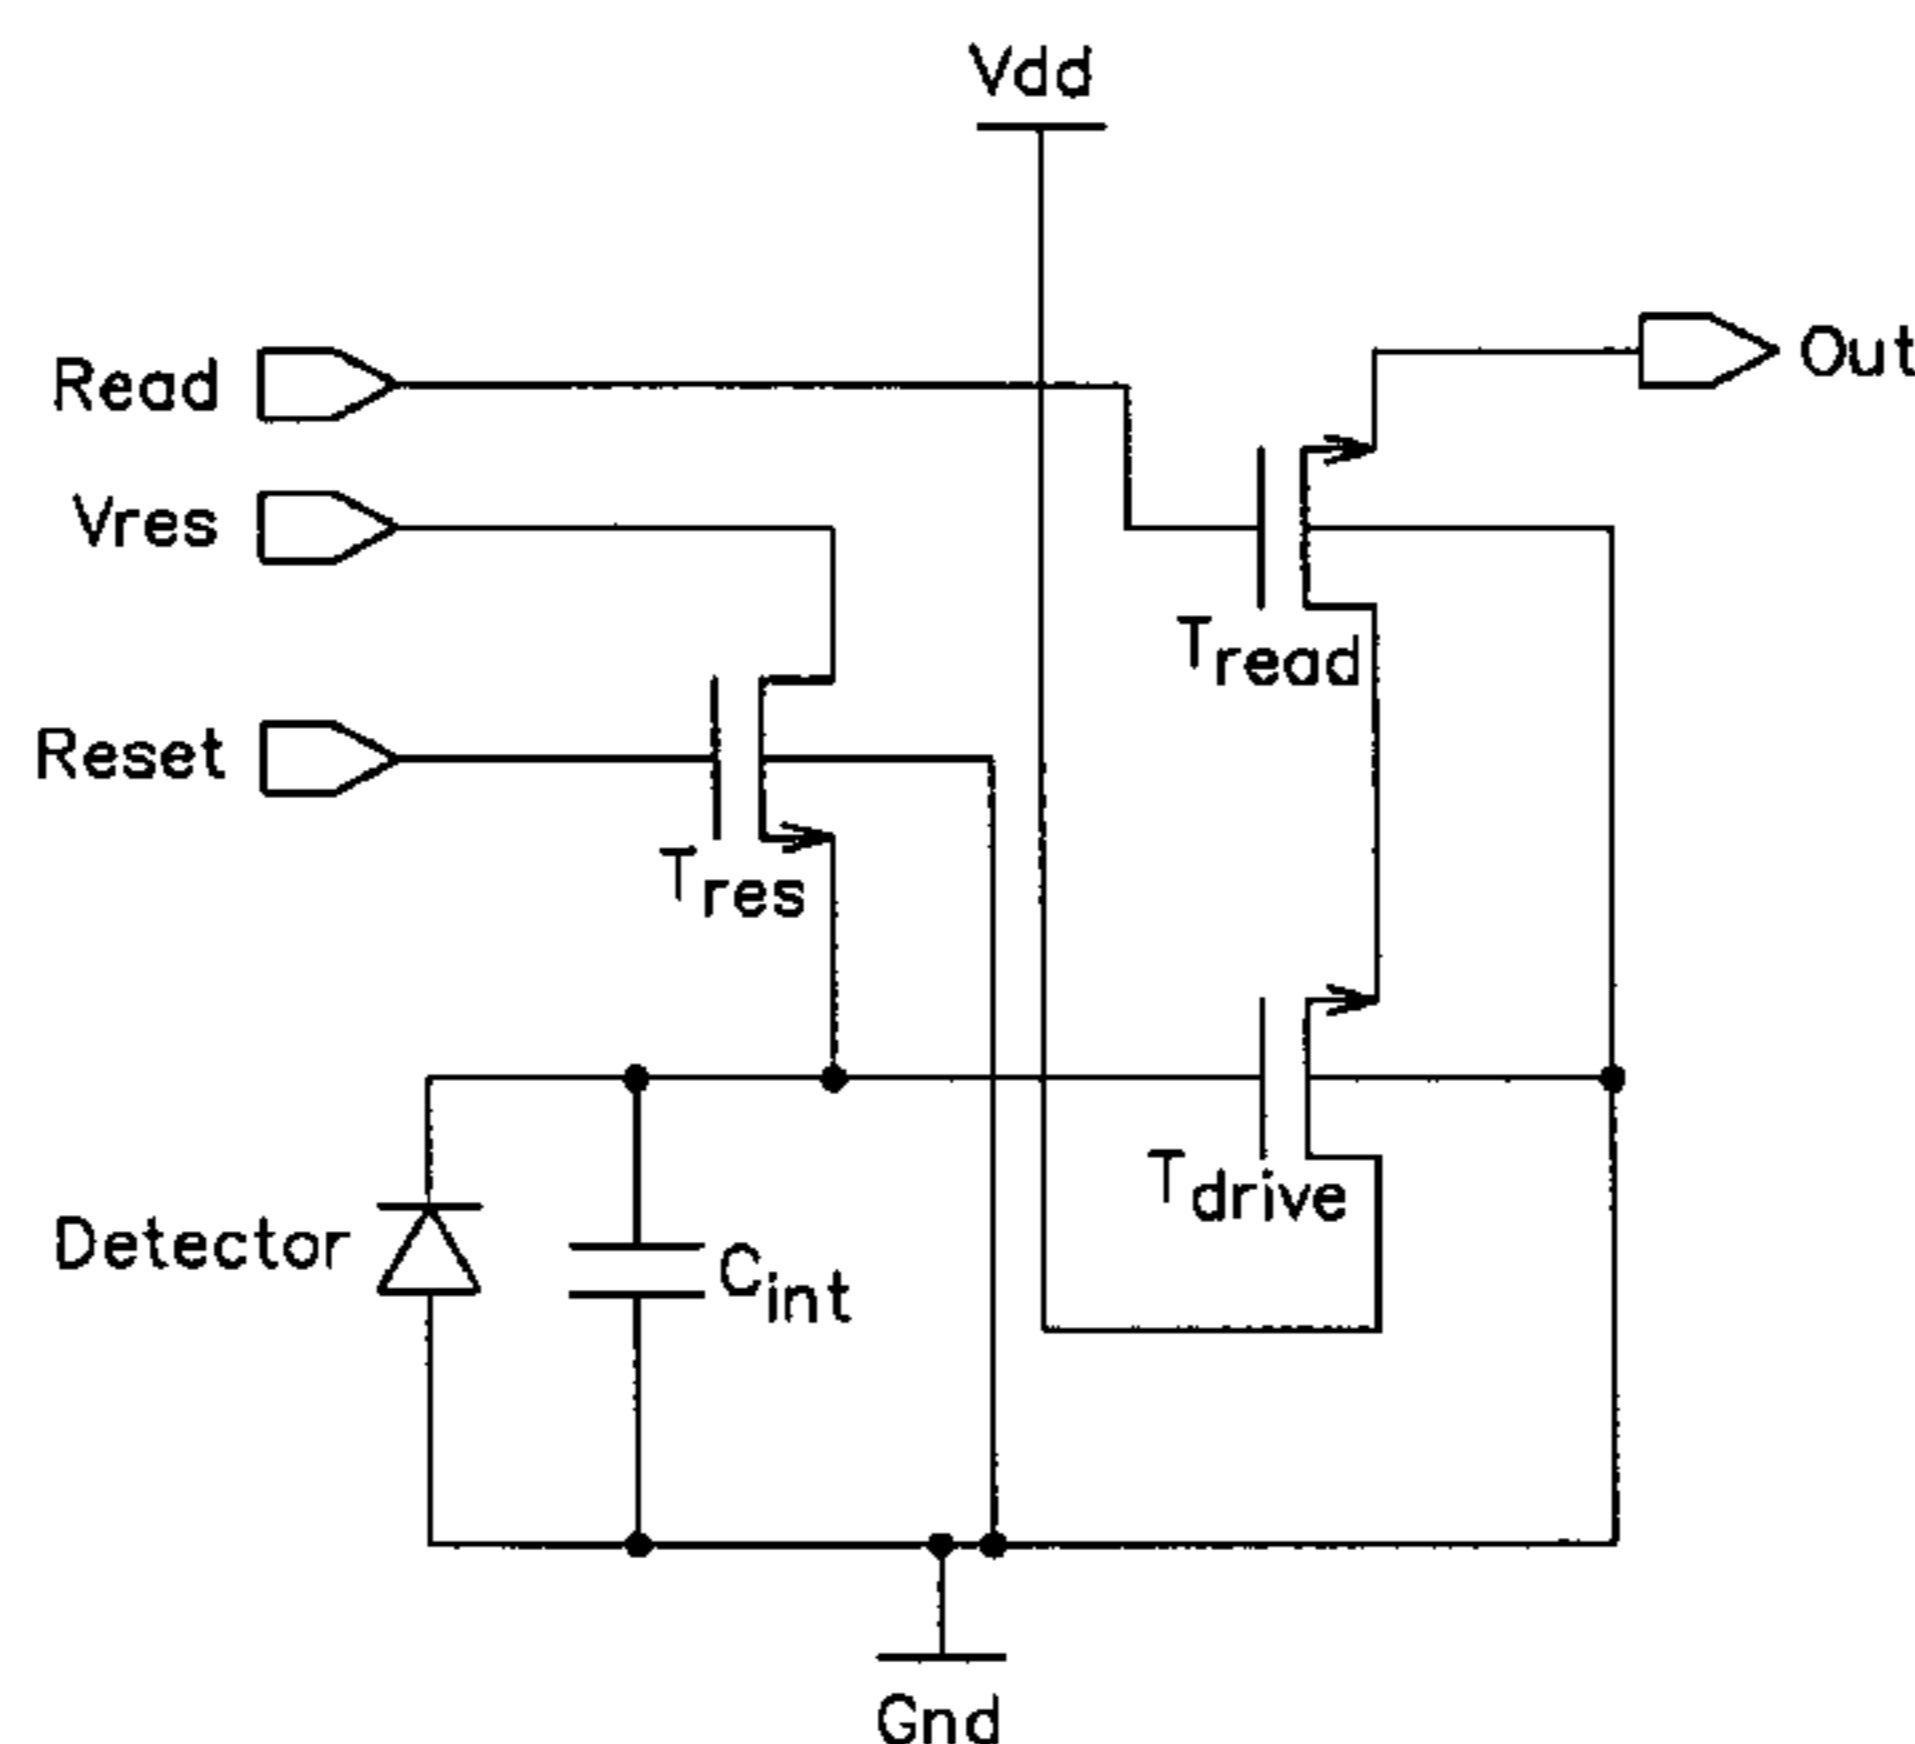 Vdd
Read
Out
Vres
Tread
Reset
Tres
Tdrive
Detector
Cint
Gnd